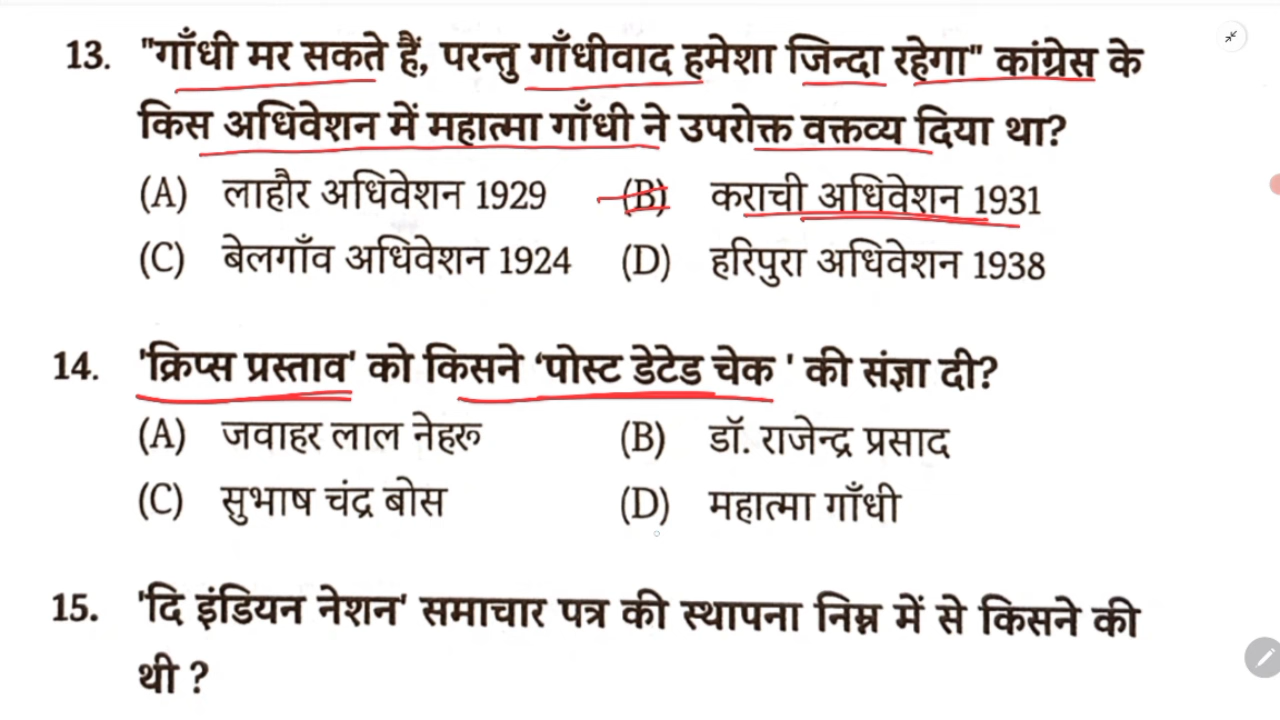 13. "गाँधी मर सकते हैं, परन्तु गाँधीवाद हमेशा जिन्दा रहेगा" कांग्रेस के
किस अधिवेशन में महात्मा गाँधी ने उपरोक्त वक्तव्य दिया था?
(A) लाहौर अधिवेशन 1929 (B) कराची अधिवेशन 1931
(C) बेलगाँव अधिवेशन 1924 (D) हरिपुरा अधिवेशन 1938
14. 'क्रिप्स प्रस्ताव' को किसने 'पोस्ट डेटेड चेक ' की संज्ञा दी?
(A) जवाहर लाल नेहरू (B) डॉ. राजेन्द्र प्रसाद
(C) सुभाष चंद्र बोस (D) महात्मा गाँधी
15. 'दि इंडियन नेशन' समाचार पत्र की स्थापना निम्न में से किसने की
थी ?